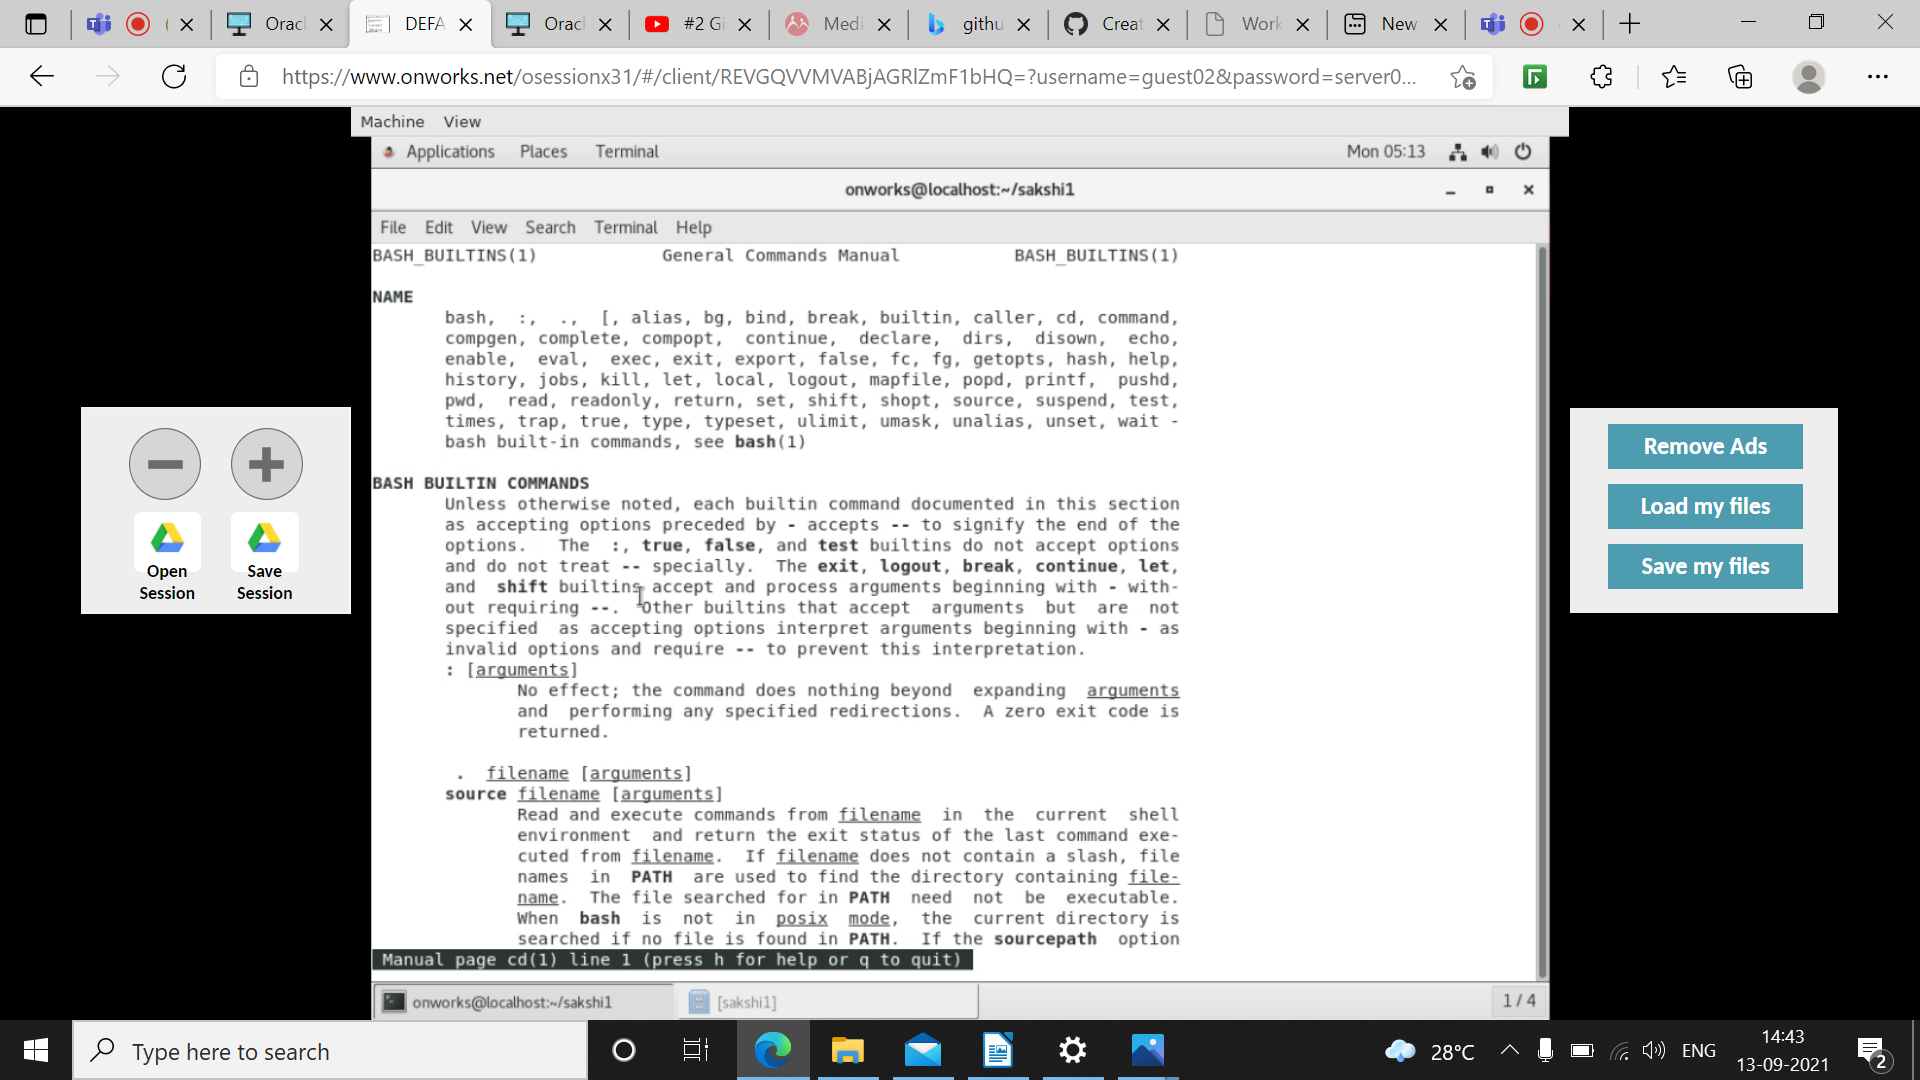 Oracl
DEFA
Oracl
#2 Gi
Medi
githu
Creat
Work
New
https://www.onworks.net/osessionx31/#/client/REVGQVVMVABjAGRlZmF1bHQ=?username=guest02&password=server0...
Machine View
Applications Places Terminal Mon 05:13
onworks@localhost:~/sakshi1
File Edit View Search Terminal Help
BASH_BUILTINS(1) General Commands Manual BASH_BUILTINS(1)
NAME
bash, :, ., [, alias, bg, bind, break, builtin, caller, cd, command,
compgen, complete, compopt, continue, declare, dirs, disown, echo,
enable, eval, exec, exit, export, false, fc, fg, getopts, hash, help,
history, jobs, kill, let, local, logout, mapfile, popd, printf, pushd,
pwd, read, readonly, return, set, shift, shopt, source, suspend, test,
times, trap, true, type, typeset, ulimit, umask, unalias, unset, wait -
bash built-in commands, see bash(1)
BASH BUILTIN COMMANDS
Unless otherwise noted, each builtin command documented in this section
as accepting options preceded by - accepts -- to signify the end of the
options. The :, true, false, and test builtins do not accept options
and do not treat -- specially. The exit, logout, break, continue, let,
and shift builtins accept and process arguments beginning with - with-
out requiring --. Other builtins that accept arguments but are not
specified as accepting options interpret arguments beginning with - as
invalid options and require -- to prevent this interpretation.
: [arguments]
No effect; the command does nothing beyond expanding arguments
and performing any specified redirections. A zero exit code is
returned.
. filename [arguments]
source filename [arguments]
Read and execute commands from filename in the current shell
environment and return the exit status of the last command exe-
cuted from filename. If filename does not contain a slash, file
names in PATH are used to find the directory containing file-
name. The file searched for in PATH need not be executable.
When bash is not in posix mode, the current directory is
searched if no file is found in PATH. If the sourcepath option
Manual page cd(1) line 1 (press h for help or q to quit)
onworks@localhost:~/sakshi1 [sakshi1] 1 / 4
Open Session
Save Session
Remove Ads
Load my files
Save my files
Type here to search
28°C
ENG
14:43
13-09-2021
2